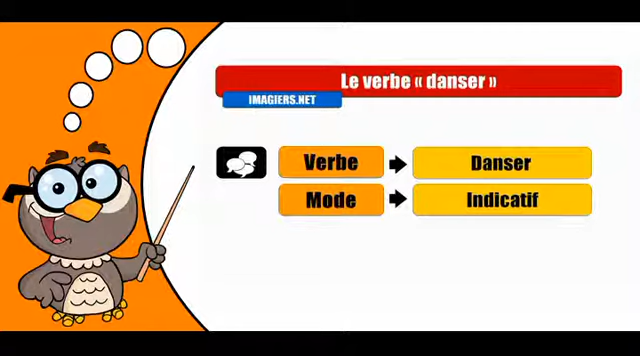 Le verbe « danser »
IMAGIERS.NET
Verbe Danser
Mode Indicatif